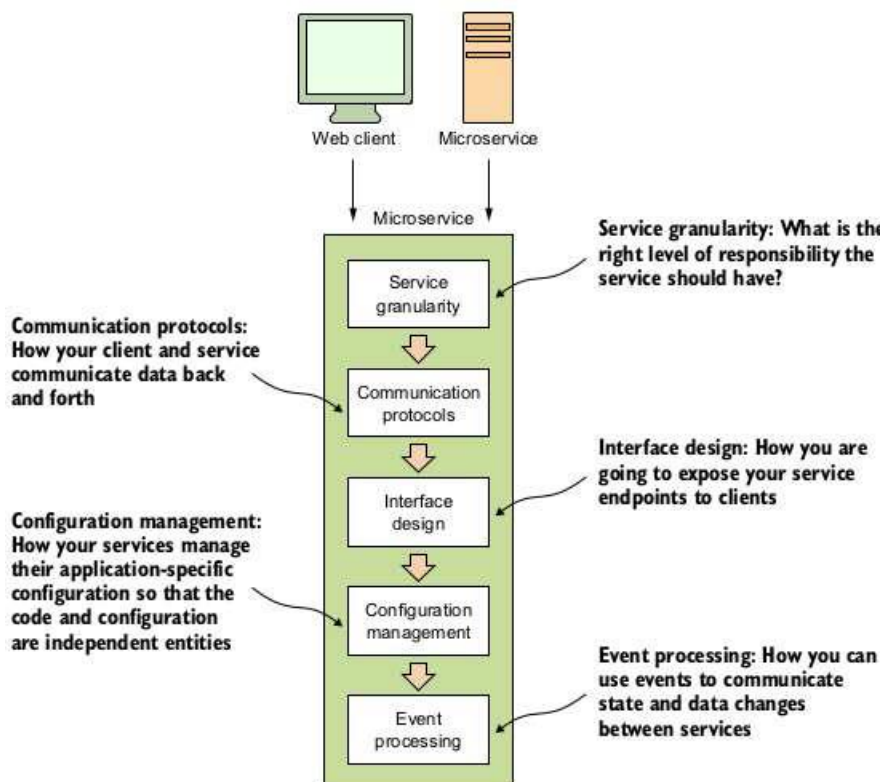 Web client
Microservice
Microservice
Service granularity: What is the
right level of responsibility the
service should have?
Service
granularity
Communication protocols:
How your client and service
communicate data back
and forth
Communication
protocols
Interface design: How you are
going to expose your service
endpoints to clients
Interface
design
Configuration management:
How your services manage
their application-specific
configuration so that the
code and configuration
are independent entities
Configuration
management
Event processing: How you can
use events to communicate
state and data changes
between services
Event
processing